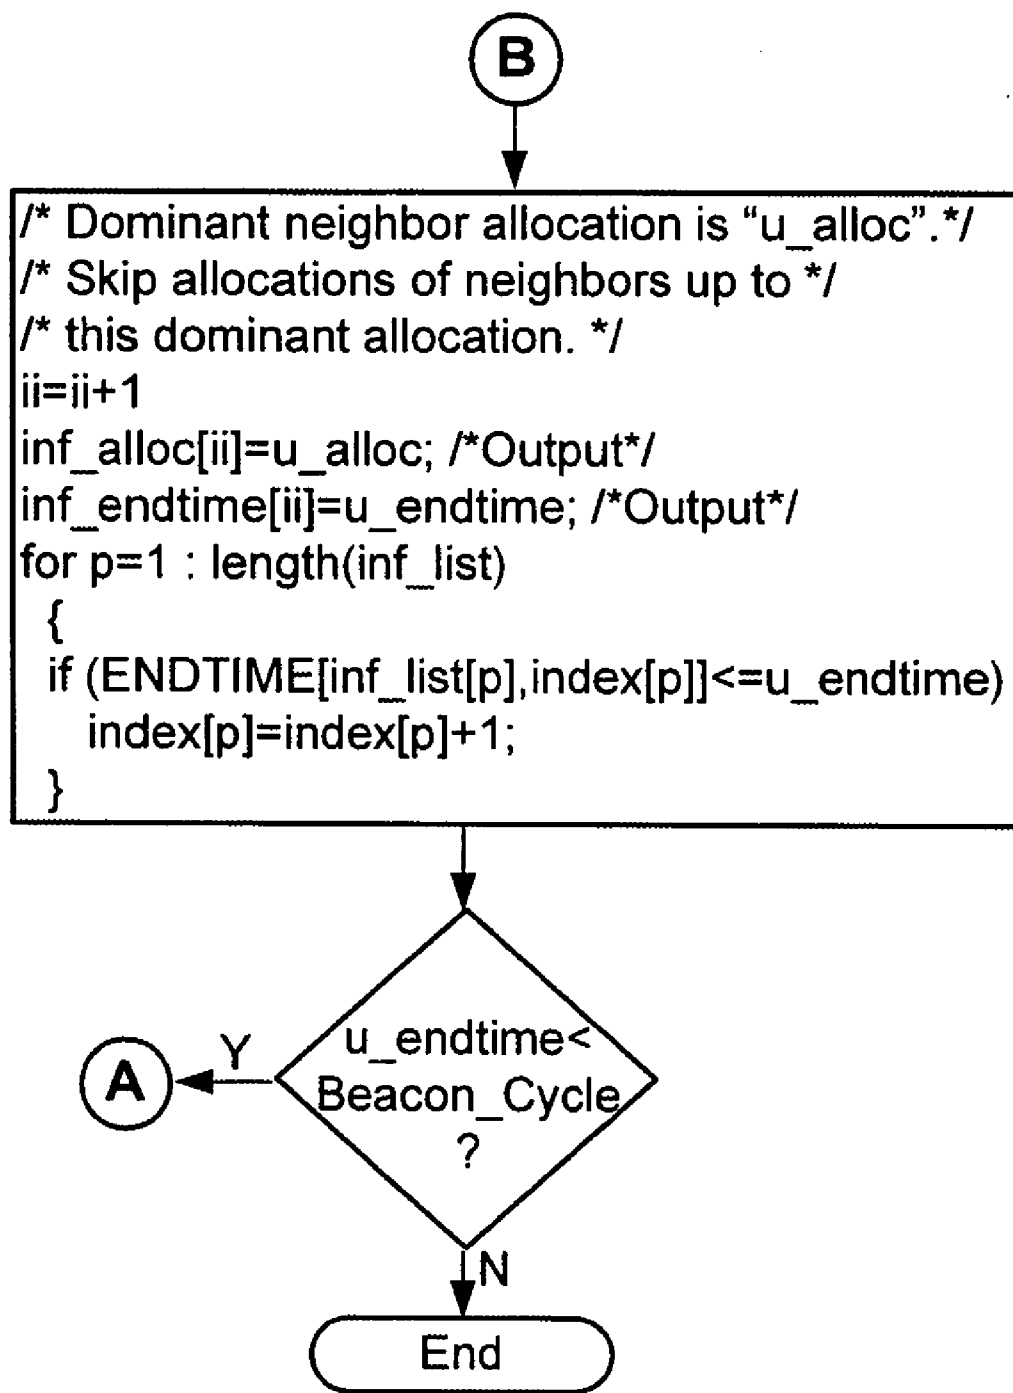 B
/* Dominant neighbor allocation is “u_alloc”.*/
/* Skip allocations of neighbors up to */
/* this dominant allocation. */
ii=ii+1
inf_alloc[ii]=u_alloc; /*Output*/
inf_endtime[ii]=u_endtime; /*Output*/
for p=1 : length(inf_list)
{
if (ENDTIME[inf_list[p],index[p]]<=u_endtime)
index[p]=index[p]+1;
}
A
Y
u_endtime<
Beacon_Cycle
?
N
End